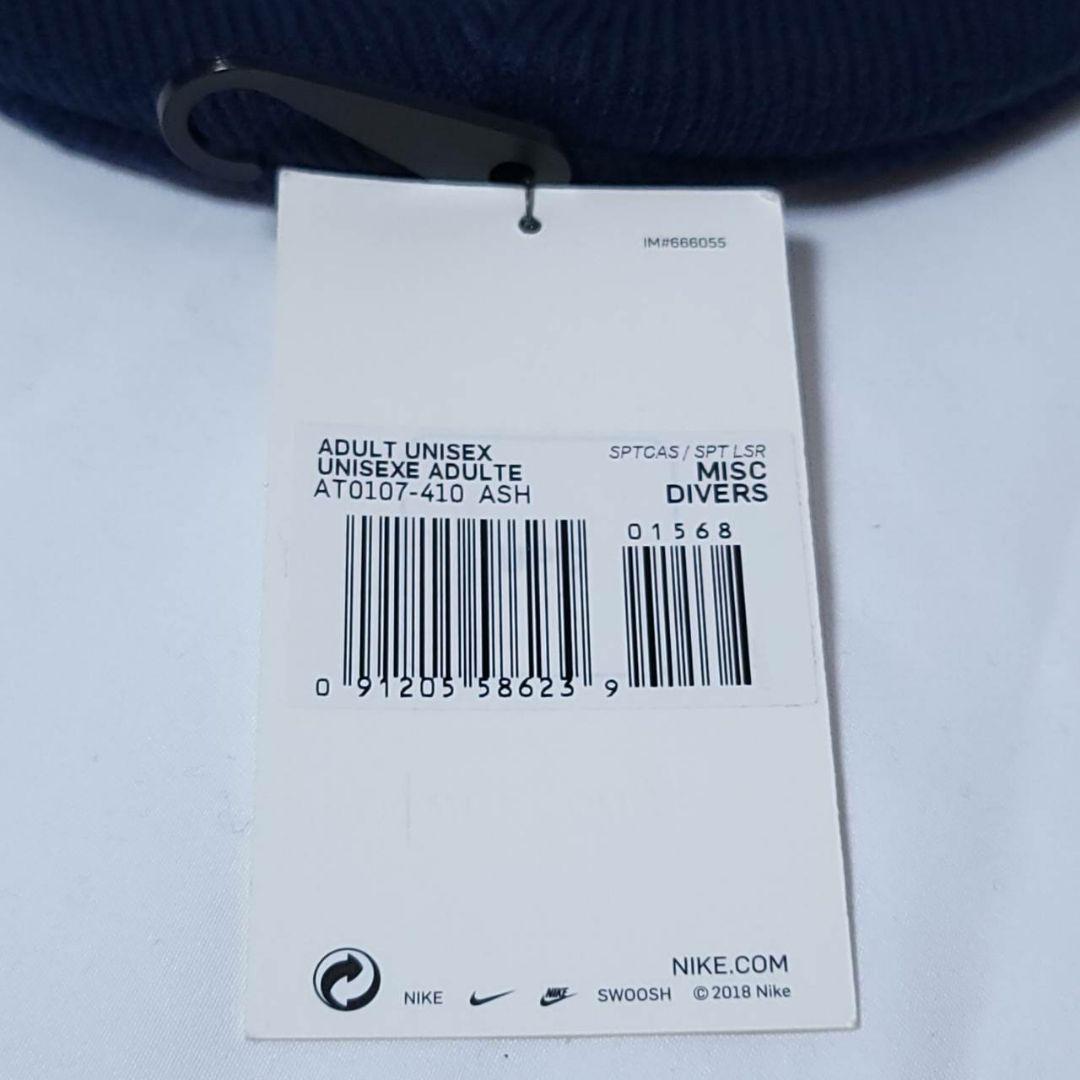 IM#666055
ADULT UNISEX
UNISEXE ADULTE
AT0107-410 ASH
SPTCAS / SPT LSR
MISC
DIVERS
01568
0 91205 58623 9
NIKE.COM
NIKE NIKE SWOOSH © 2018 Nike